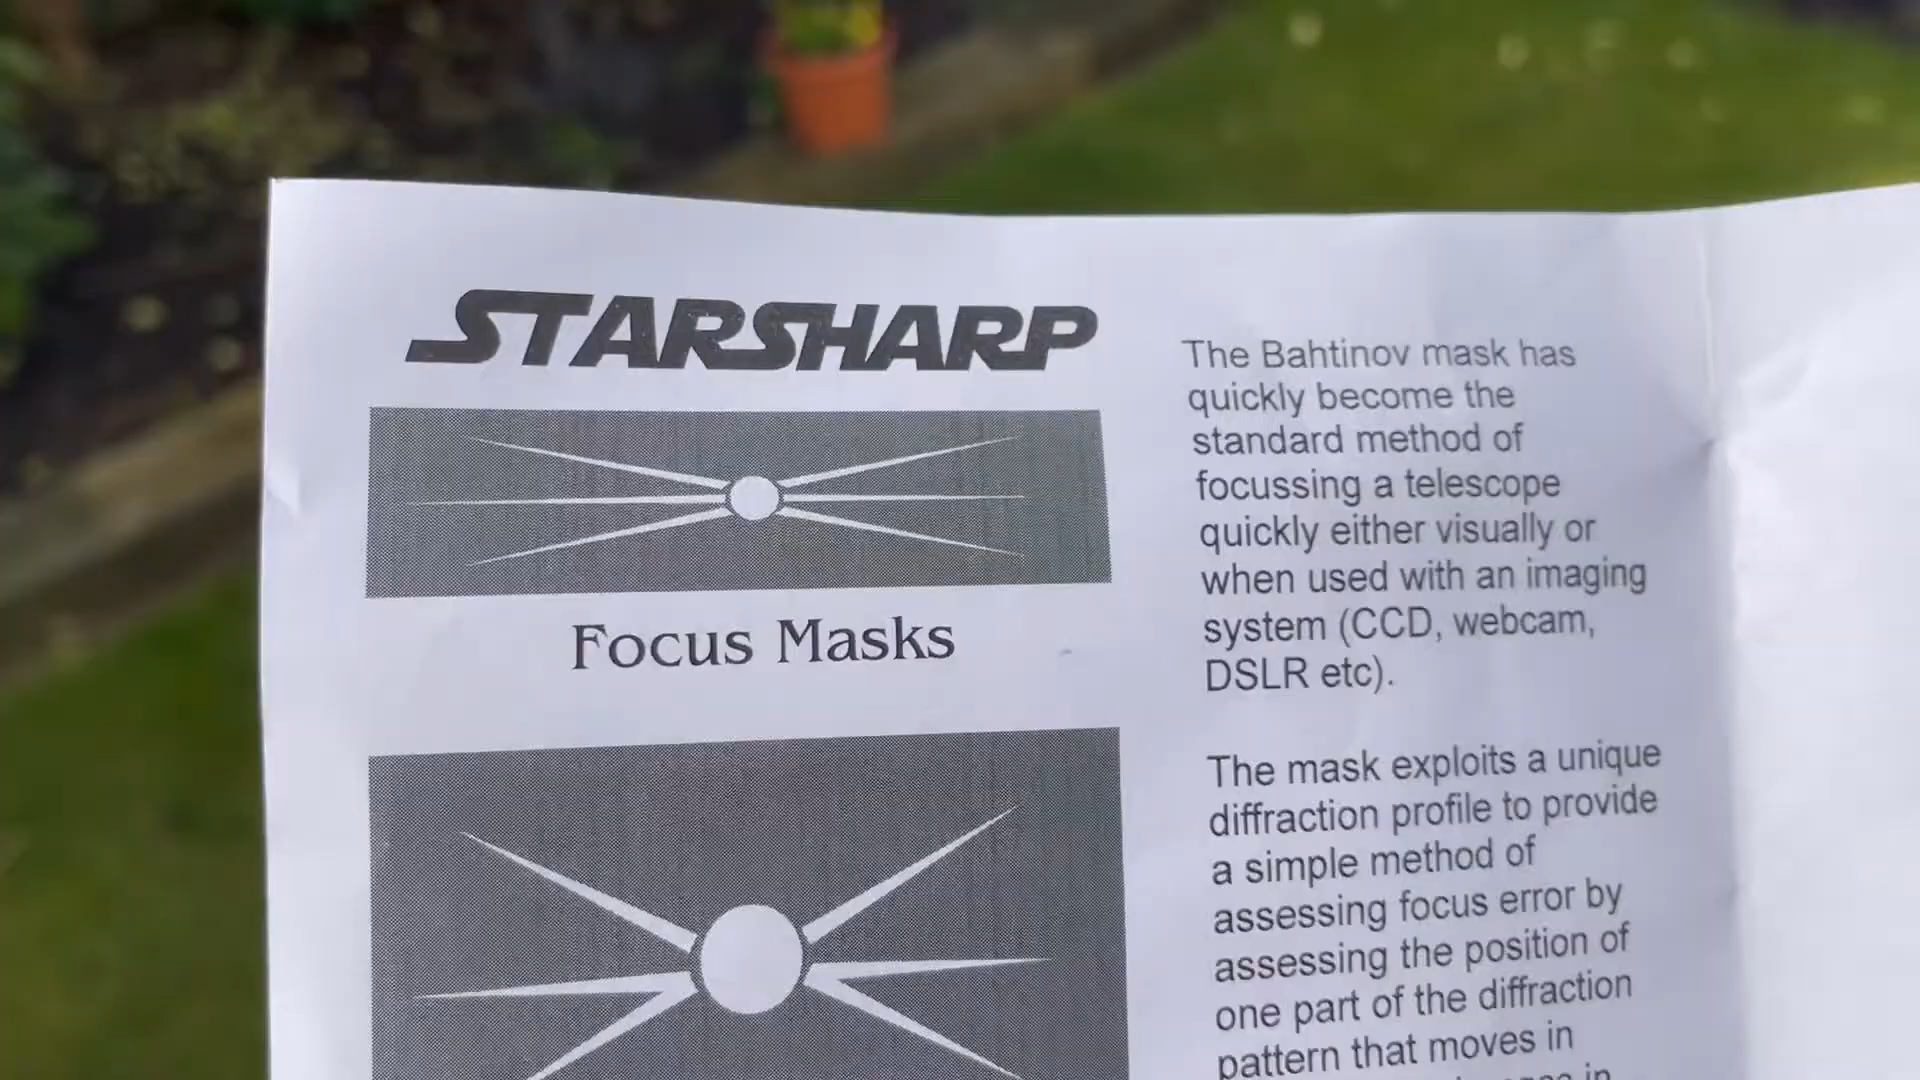 STARSHARP
Focus Masks
The Bahtinov mask has
quickly become the
standard method of
focussing a telescope
quickly either visually or
when used with an imaging
system (CCD, webcam,
DSLR etc).
The mask exploits a unique
diffraction profile to provide
a simple method of
assessing focus error by
assessing the position of
one part of the diffraction
pattern that moves in
in